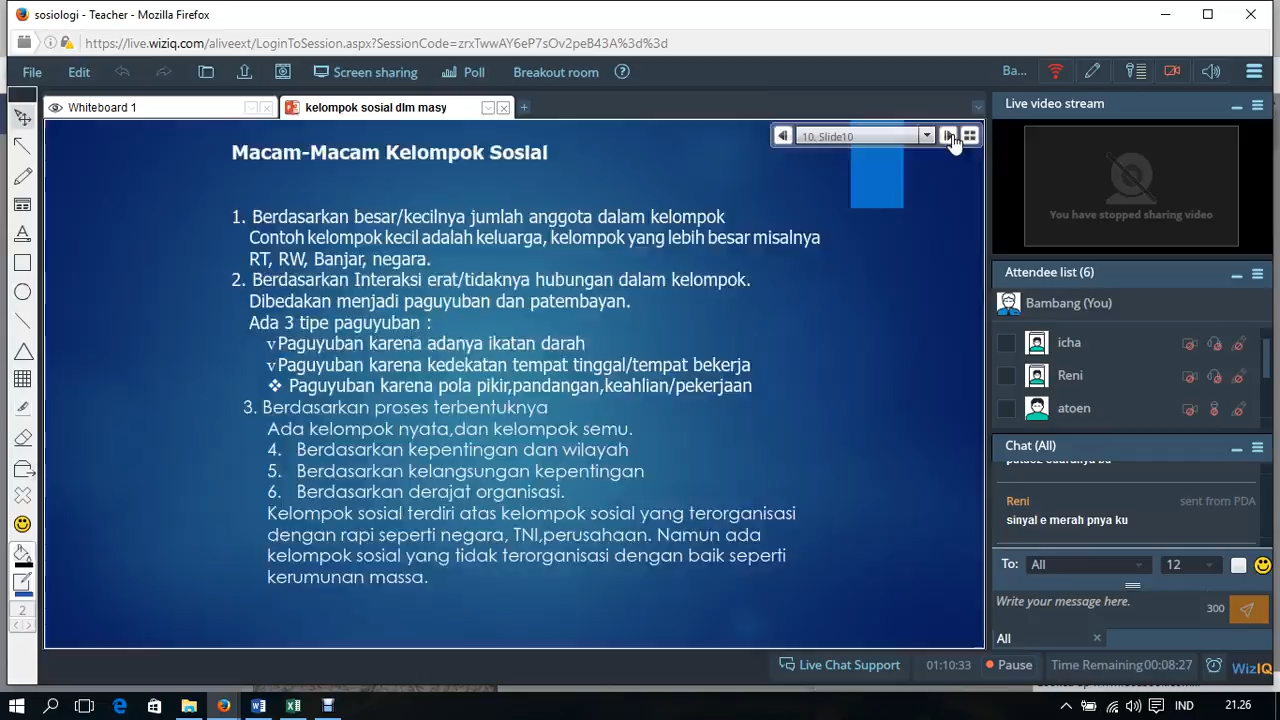 sosiologi - Teacher - Mozilla Firefox
https://live.wiziq.com/aliveext/LoginToSession.aspx?SessionCode=zrxTwwAY6eP7sOv2peB43A%3d%3d
File Edit Screen sharing Poll Breakout room Ba...
Whiteboard 1 kelompok sosial dlm masy
Live video stream
10. Slide10
You have stopped sharing video
Macam-Macam Kelompok Sosial
1. Berdasarkan besar/kecilnya jumlah anggota dalam kelompok
Contoh kelompok kecil adalah keluarga, kelompok yang lebih besar misalnya
RT, RW, Banjar, negara.
2. Berdasarkan Interaksi erat/tidaknya hubungan dalam kelompok.
Dibedakan menjadi paguyuban dan patembayan.
Ada 3 tipe paguyuban :
vPaguyuban karena adanya ikatan darah
vPaguyuban karena kedekatan tempat tinggal/tempat bekerja
❖ Paguyuban karena pola pikir,pandangan,keahlian/pekerjaan
3. Berdasarkan proses terbentuknya
Ada kelompok nyata,dan kelompok semu.
4. Berdasarkan kepentingan dan wilayah
5. Berdasarkan kelangsungan kepentingan
6. Berdasarkan derajat organisasi.
Kelompok sosial terdiri atas kelompok sosial yang terorganisasi
dengan rapi seperti negara, TNI,perusahaan. Namun ada
kelompok sosial yang tidak terorganisasi dengan baik seperti
kerumunan massa.
Attendee list (6)
Bambang (You)
icha
Reni
atoen
Chat (All)
Reni sent from PDA
sinyal e merah pnya ku
To: All 12
Write your message here. 300
All
2
Live Chat Support 01:10:33 Pause Time Remaining 00:08:27 WizIQ
IND 21.26